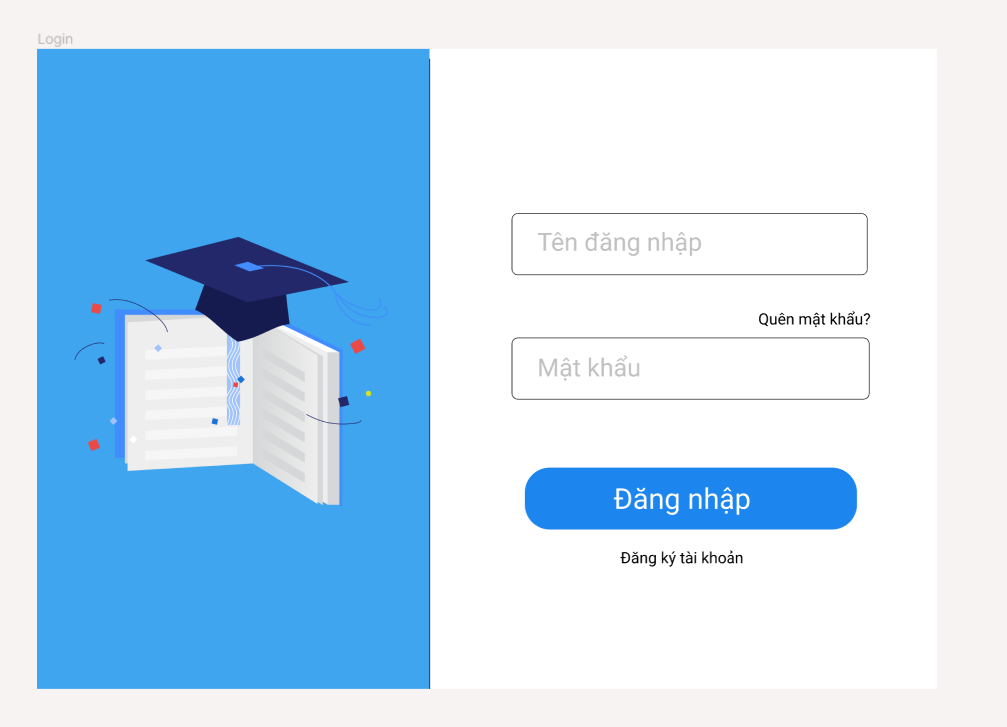 Login
Tên đăng nhập
Quên mật khẩu?
Mật khẩu
Đăng nhập
Đăng ký tài khoản